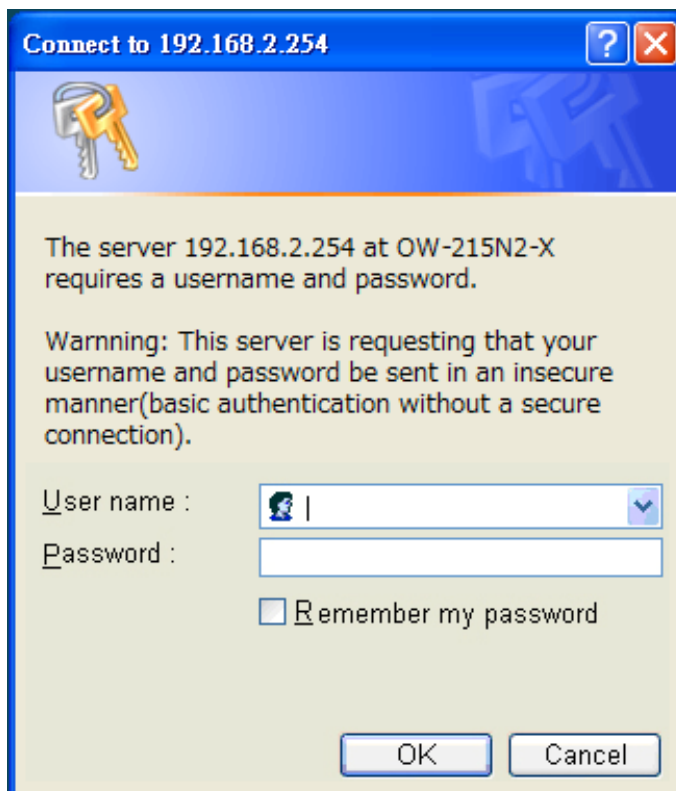 Connect to 192.168.2.254
The server 192.168.2.254 at OW-215N2-X
requires a username and password.
Warnning: This server is requesting that your
username and password be sent in an insecure
manner(basic authentication without a secure
connection).
User name :
Password :
Remember my password
OK
Cancel